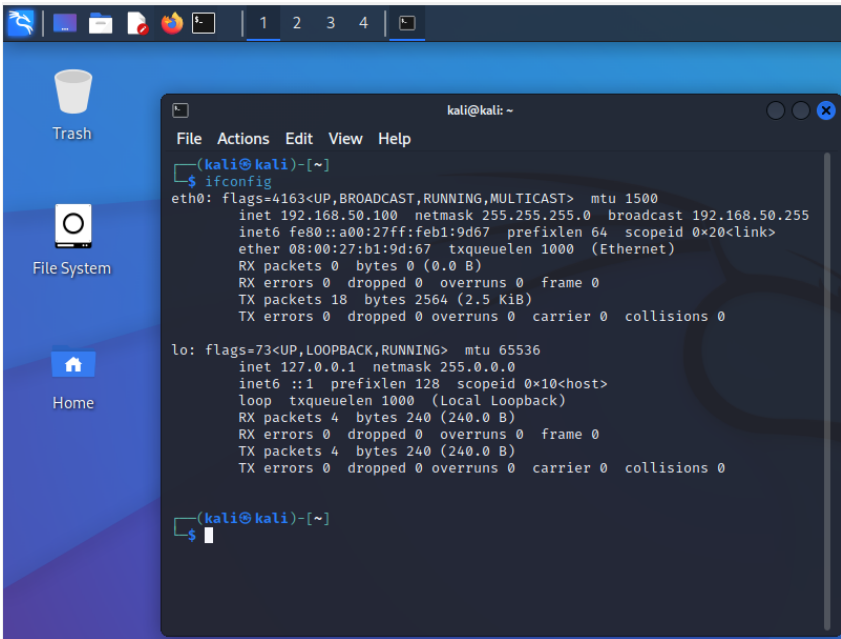 1 2 3 4
Trash
File System
Home
kali@kali: ~
File Actions Edit View Help
┌──(kali㉿kali)-[~]
└─$ ifconfig
eth0: flags=4163<UP,BROADCAST,RUNNING,MULTICAST>  mtu 1500
        inet 192.168.50.100  netmask 255.255.255.0  broadcast 192.168.50.255
        inet6 fe80::a00:27ff:feb1:9d67  prefixlen 64  scopeid 0×20<link>
        ether 08:00:27:b1:9d:67  txqueuelen 1000  (Ethernet)
        RX packets 0  bytes 0 (0.0 B)
        RX errors 0  dropped 0  overruns 0  frame 0
        TX packets 18  bytes 2564 (2.5 KiB)
        TX errors 0  dropped 0 overruns 0  carrier 0  collisions 0
lo: flags=73<UP,LOOPBACK,RUNNING>  mtu 65536
        inet 127.0.0.1  netmask 255.0.0.0
        inet6 ::1  prefixlen 128  scopeid 0×10<host>
        loop  txqueuelen 1000  (Local Loopback)
        RX packets 4  bytes 240 (240.0 B)
        RX errors 0  dropped 0  overruns 0  frame 0
        TX packets 4  bytes 240 (240.0 B)
        TX errors 0  dropped 0 overruns 0  carrier 0  collisions 0
┌──(kali㉿kali)-[~]
└─$